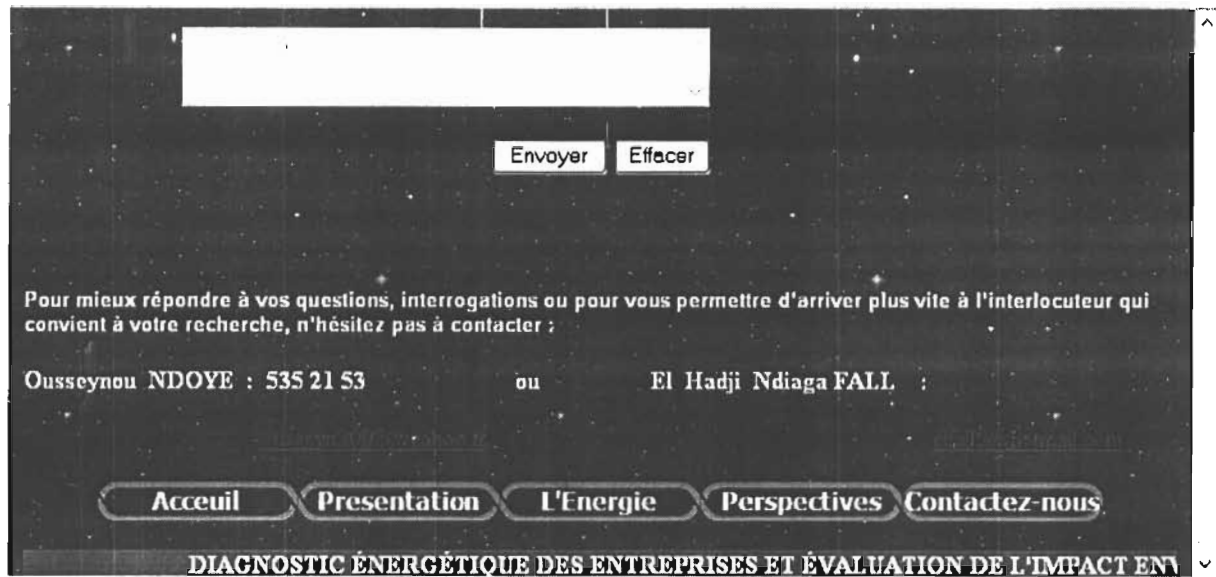 Envoyer Effacer
Pour mieux répondre à vos questions, interrogations ou pour vous permettre d'arriver plus vite à l'interlocuteur qui
convient à votre recherche, n'hésitez pas à contacter :
Ousseynou NDOYE : 535 21 53 ou El Hadji Ndiaga FALL :
Acceuil Presentation L'Energie Perspectives Contactez-nous
DIAGNOSTIC ÉNERGÉTIQUE DES ENTREPRISES ET ÉVALUATION DE L'IMPACT